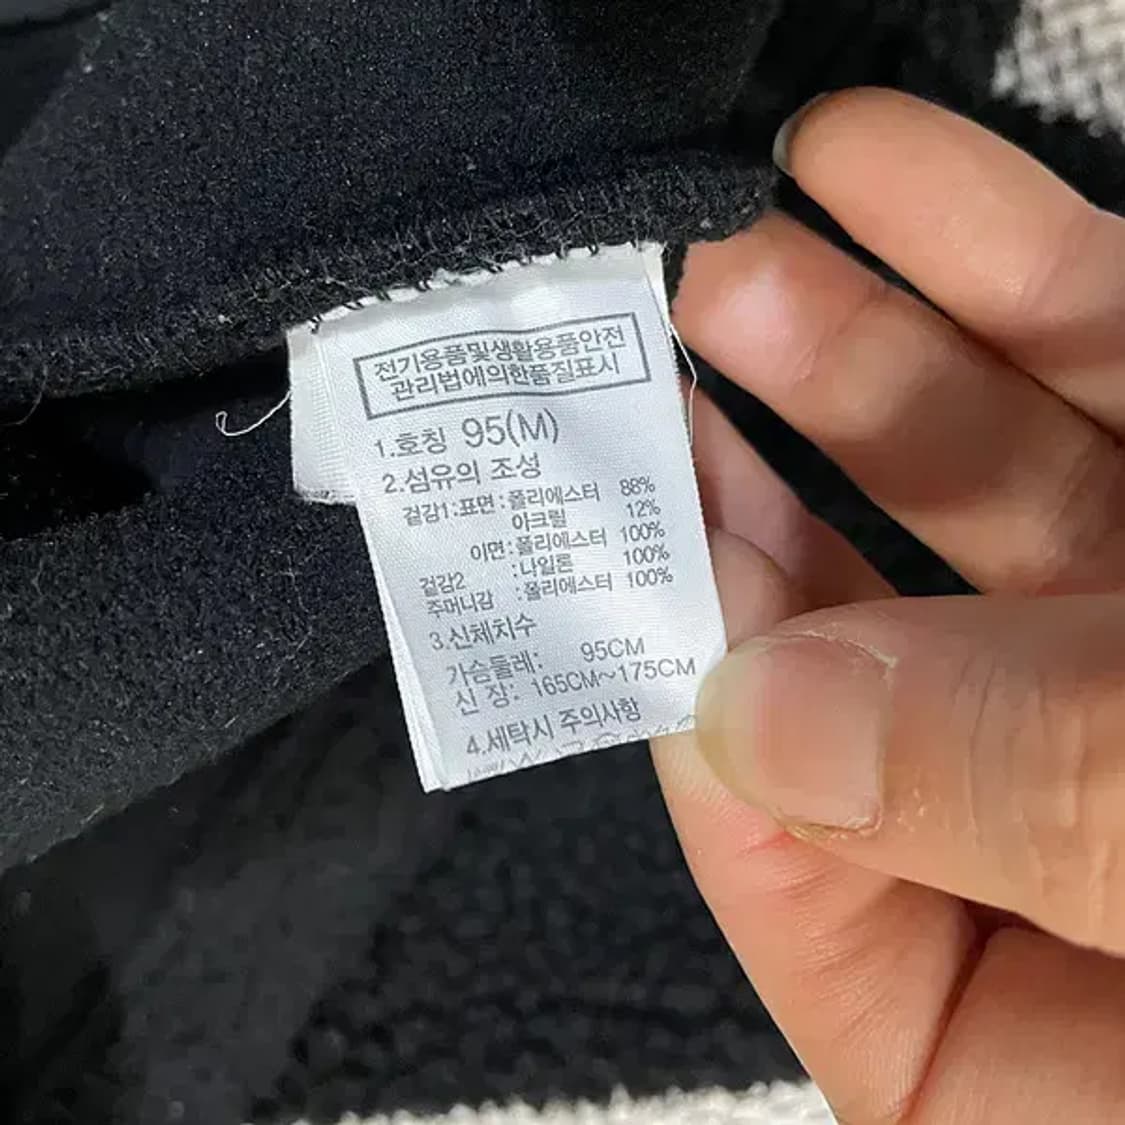 전기용품및생활용품안전
관리법에의한품질표시
1.호칭 95(M)
2.섬유의 조성
겉감1:표면:폴리에스터 88%
아크릴 12%
이면:폴리에스터 100%
겉감2 :나일론 100%
주머니감 :폴리에스터 100%
3.신체치수
가슴둘레: 95CM
신 장: 165CM~175CM
4.세탁시 주의사항